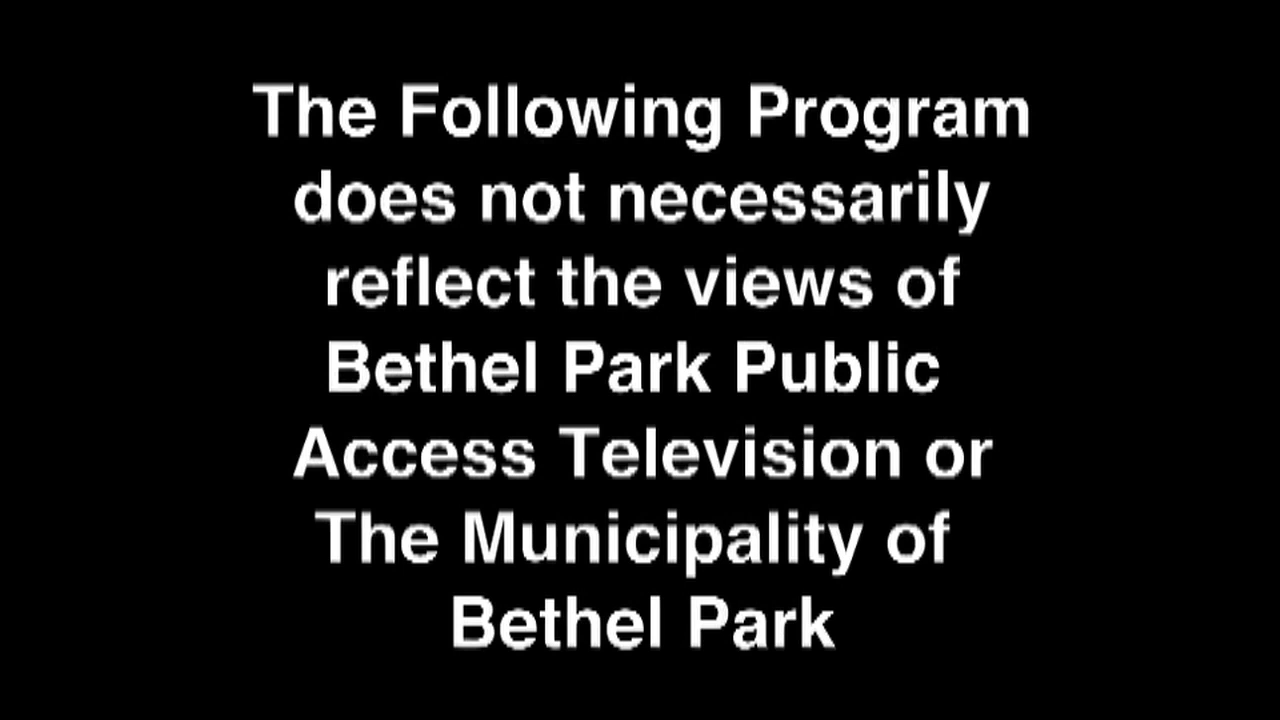 The Following Program
does not necessarily
reflect the views of
Bethel Park Public
Access Television or
The Municipality of
Bethel Park